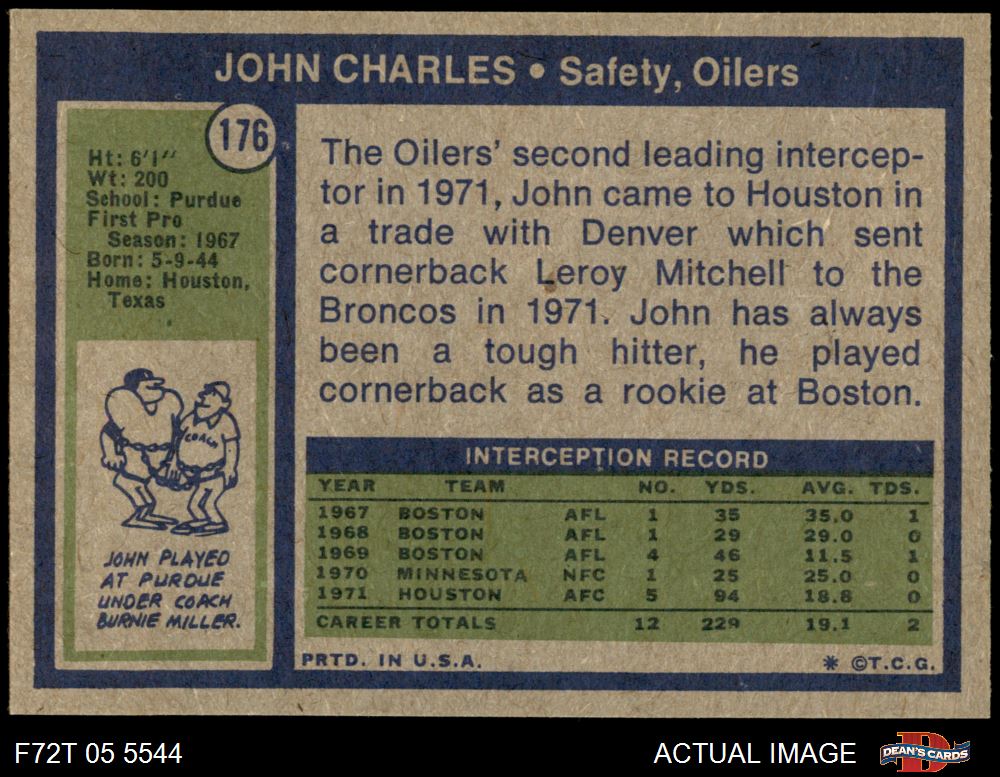 JOHN CHARLES • Safety, Oilers
176
Ht: 6'1"
Wt: 200
School: Purdue
First Pro
Season: 1967
Born: 5-9-44
Home: Houston,
Texas
COACH
JOHN PLAYED
AT PURDUE
UNDER COACH
BURNIE MILLER.
The Oilers' second leading intercep-
tor in 1971, John came to Houston in
a trade with Denver which sent
cornerback Leroy Mitchell to the
Broncos in 1971. John has always
been a tough hitter, he played
cornerback as a rookie at Boston.
INTERCEPTION RECORD
YEAR TEAM NO. YDS. AVG. TDS.
1967 BOSTON AFL 1 35 35.0 1
1968 BOSTON AFL 1 29 29.0 0
1969 BOSTON AFL 4 46 11.5 1
1970 MINNESOTA NFC 1 25 25.0 0
1971 HOUSTON AFC 5 94 18.8 0
CAREER TOTALS 12 229 19.1 2
PRTD. IN U.S.A. * ©T.C.G.
F72T 05 5544 ACTUAL IMAGE DEAN'S CARDS